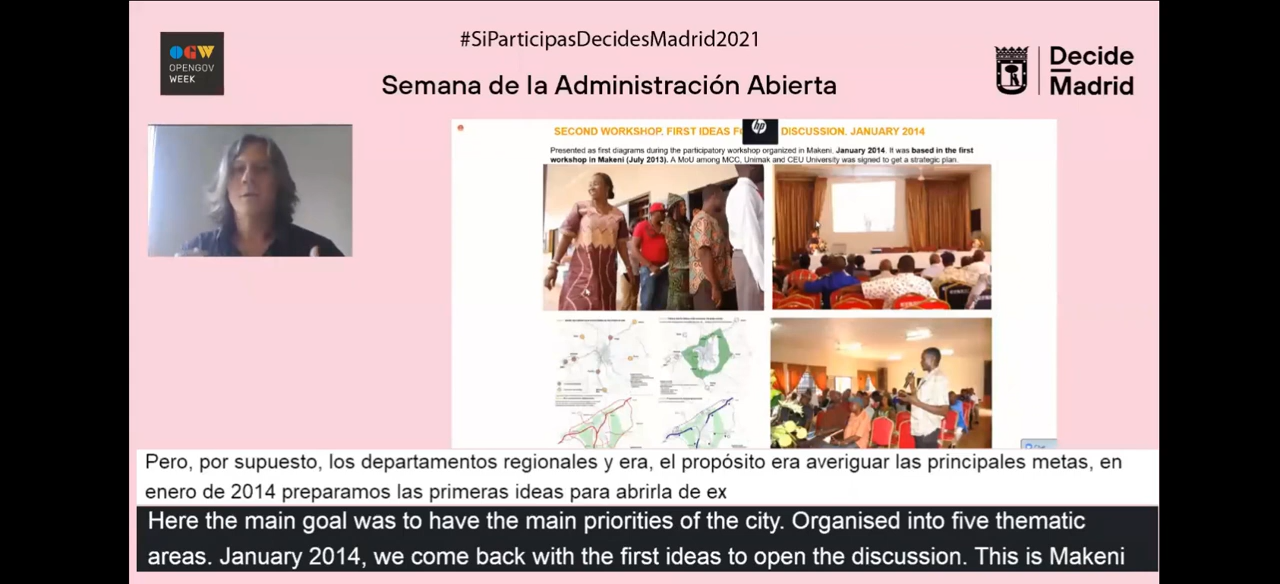 #SiParticipasDecidesMadrid2021
OGW
OPENGOV
WEEK
Semana de la Administración Abierta
Decide
Madrid
SECOND WORKSHOP. FIRST IDEAS F
hp
DISCUSSION. JANUARY 2014
Presented as first diagrams during the participatory workshop organized in Makeni, January 2014. It was based in the first
workshop in Makeni (July 2013). A MoU among MCC, Unimak and CEU University was signed to get a strategic plan.
Pero, por supuesto, los departamentos regionales y era, el propósito era averiguar las principales metas, en
enero de 2014 preparamos las primeras ideas para abrirla de ex
Here the main goal was to have the main priorities of the city. Organised into five thematic
areas. January 2014, we come back with the first ideas to open the discussion. This is Makeni